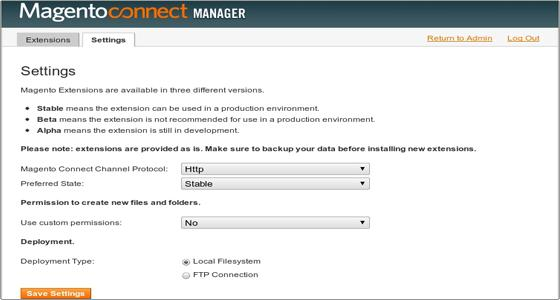 Magentoconnect MANAGER
Extensions
Settings
Return to Admin
Log Out
Settings
Magento Extensions are available in three different versions.
• Stable means the extension can be used in a production environment.
• Beta means the extension is not recommended for use in a production environment.
• Alpha means the extension is still in development.
Please note: extensions are provided as is. Make sure to backup your data before installing new extensions.
Magento Connect Channel Protocol: Http
Preferred State: Stable
Permission to create new files and folders.
Use custom permissions: No
Deployment.
Deployment Type: Local Filesystem
FTP Connection
Save Settings